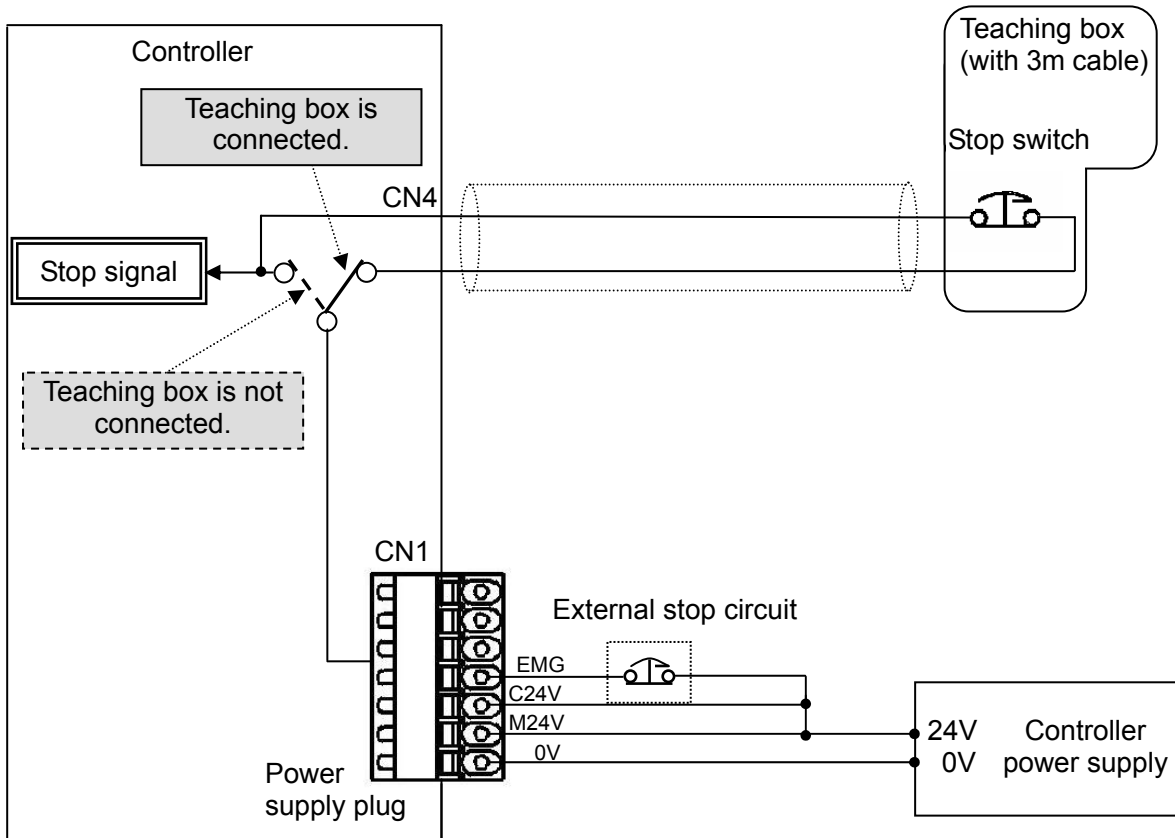 Controller
Teaching box is
connected.
Teaching box
(with 3m cable)
Stop switch
CN4
Stop signal
Teaching box is not
connected.
CN1
External stop circuit
EMG
C24V
M24V
0V
24V
0V
Controller
power supply
Power
supply plug